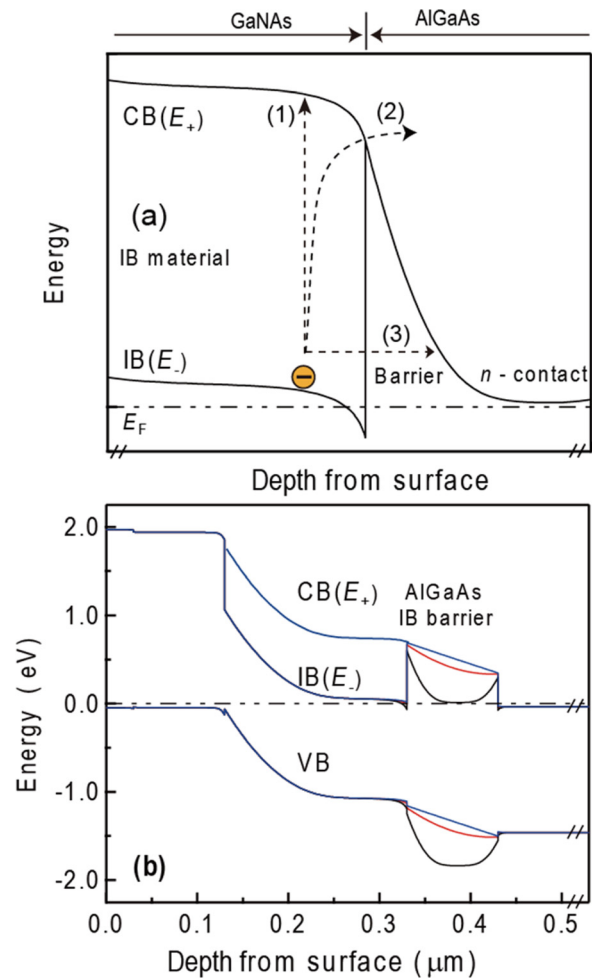 GaNAs AlGaAs
CB(E₊) (1) (2)
(a)
IB material
Energy
IB(E₋) (3)
Barrier n - contact
E_F
Depth from surface
2.0
1.0
0.0
-1.0
-2.0
Energy ( eV)
CB(E₊) AlGaAs
IB barrier
IB(E₋)
VB
(b)
0.0 0.1 0.2 0.3 0.4 0.5
Depth from surface (μm)